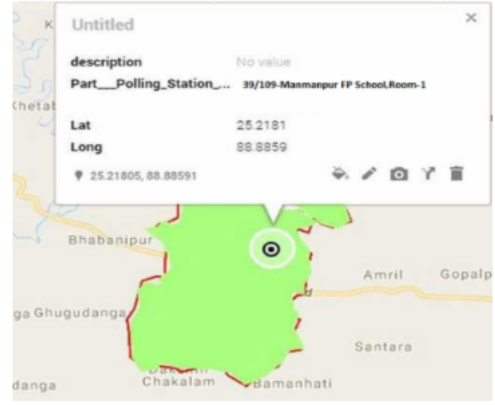 Untitled
description No value
Part___Polling_Station_... 39/109-Manmanpur FP School,Room-1
Lat 25.2181
Long 88.8859
25.21805, 88.88591
Bhabanipur
Amril Gopalp
ga Ghugudanga
Santara
Chakalam
Bamanhati
danga